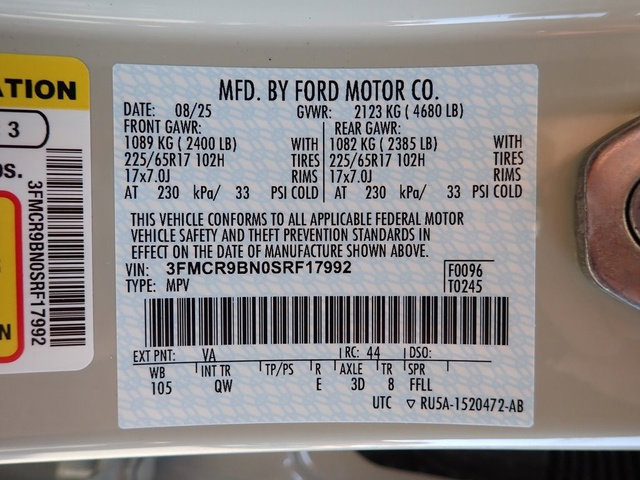 ATION
3
os.
N
3FMCR9BN0SRF17992
MFD. BY FORD MOTOR CO.
DATE: 08/25 GVWR: 2123 KG ( 4680 LB)
FRONT GAWR: REAR GAWR:
1089 KG ( 2400 LB) WITH 1082 KG ( 2385 LB) WITH
225/65R17 102H TIRES 225/65R17 102H TIRES
17x7.0J RIMS 17x7.0J RIMS
AT 230 kPa/ 33 PSI COLD AT 230 kPa/ 33 PSI COLD
THIS VEHICLE CONFORMS TO ALL APPLICABLE FEDERAL MOTOR
VEHICLE SAFETY AND THEFT PREVENTION STANDARDS IN
EFFECT ON THE DATE OF MANUFACTURE SHOWN ABOVE.
VIN: 3FMCR9BN0SRF17992 F0096
TYPE: MPV T0245
EXT PNT: VA RC: 44 DSO:
WB INT TR TP/PS R AXLE TR SPR
105 QW E 3D 8 FFLL
UTC ▽ RU5A-1520472-AB